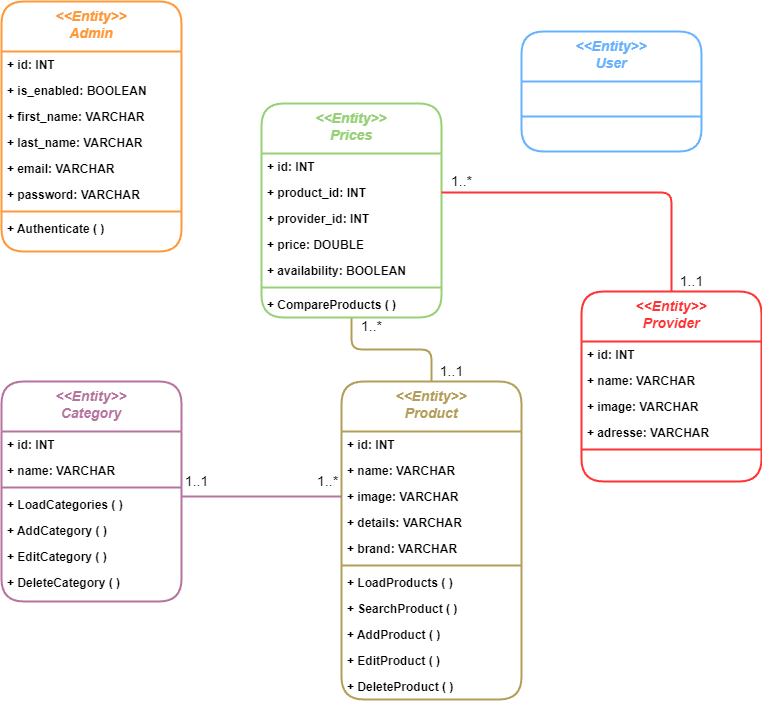 <<Entity>>
Admin
+ id: INT
+ is_enabled: BOOLEAN
+ first_name: VARCHAR
+ last_name: VARCHAR
+ email: VARCHAR
+ password: VARCHAR
+ Authenticate ( )
<<Entity>>
Prices
+ id: INT
+ product_id: INT
+ provider_id: INT
+ price: DOUBLE
+ availability: BOOLEAN
+ CompareProducts ( )
<<Entity>>
User
1..*
1..1
<<Entity>>
Provider
+ id: INT
+ name: VARCHAR
+ image: VARCHAR
+ adresse: VARCHAR
1..*
1..1
<<Entity>>
Category
+ id: INT
+ name: VARCHAR
+ LoadCategories ( )
+ AddCategory ( )
+ EditCategory ( )
+ DeleteCategory ( )
1..1
1..*
<<Entity>>
Product
+ id: INT
+ name: VARCHAR
+ image: VARCHAR
+ details: VARCHAR
+ brand: VARCHAR
+ LoadProducts ( )
+ SearchProduct ( )
+ AddProduct ( )
+ EditProduct ( )
+ DeleteProduct ( )